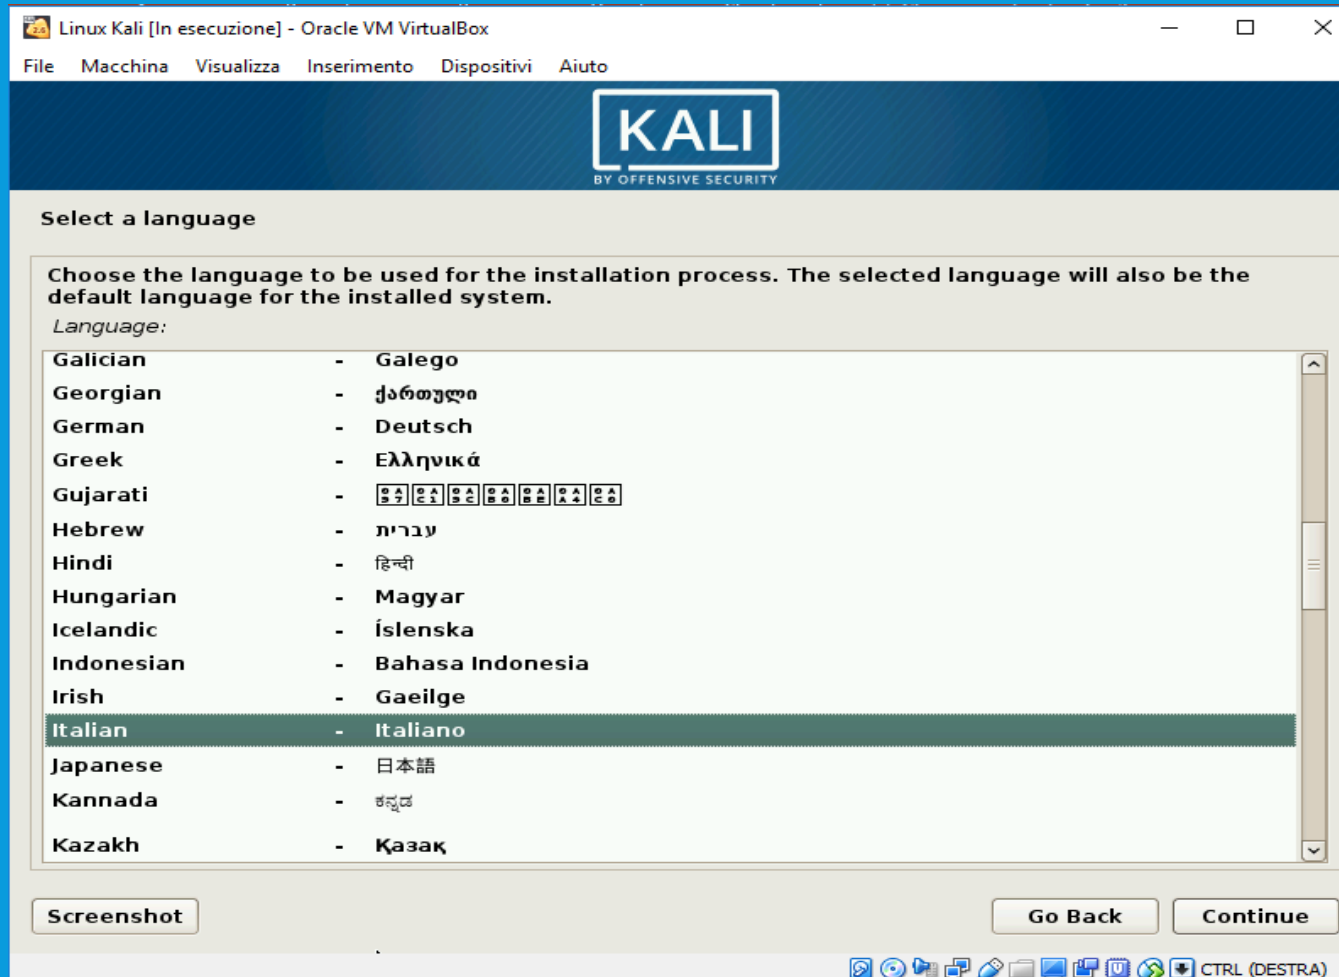 Linux Kali [In esecuzione] - Oracle VM VirtualBox
File Macchina Visualizza Inserimento Dispositivi Aiuto
KALI
BY OFFENSIVE SECURITY
Select a language
Choose the language to be used for the installation process. The selected language will also be the
default language for the installed system.
Language:
Galician - Galego
Georgian - ქართული
German - Deutsch
Greek - Ελληνικά
Gujarati -
Hebrew - עברית
Hindi - हिन्दी
Hungarian - Magyar
Icelandic - Íslenska
Indonesian - Bahasa Indonesia
Irish - Gaeilge
Italian - Italiano
Japanese - 日本語
Kannada - ಕನ್ನಡ
Kazakh - Қазақ
Screenshot Go Back Continue
CTRL (DESTRA)